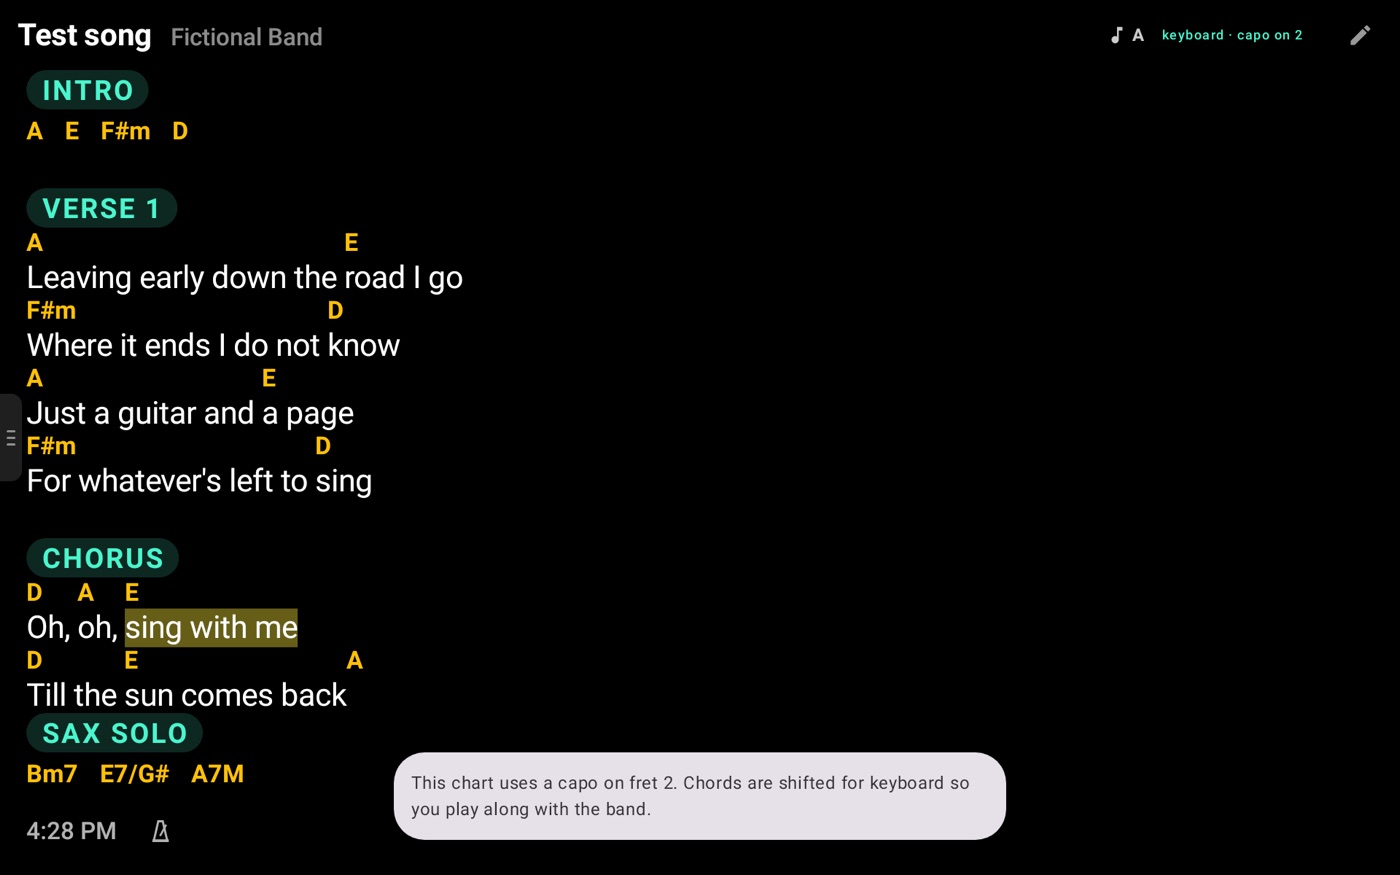 Test song Fictional Band A keyboard · capo on 2
INTRO
A E F#m D
VERSE 1
A E
Leaving early down the road I go
F#m D
Where it ends I do not know
A E
Just a guitar and a page
F#m D
For whatever's left to sing
CHORUS
D A E
Oh, oh, sing with me
D E A
Till the sun comes back
SAX SOLO
Bm7 E7/G# A7M
This chart uses a capo on fret 2. Chords are shifted for keyboard so
you play along with the band.
4:28 PM